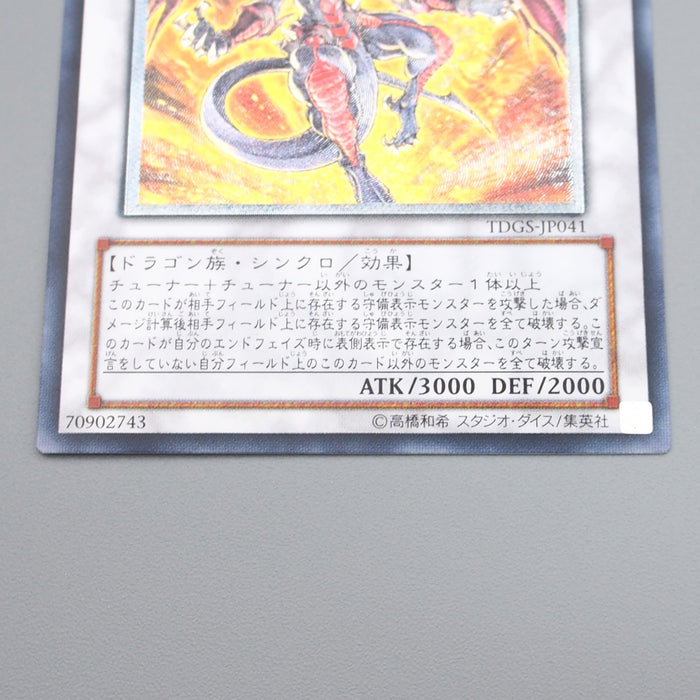 TDGS-JP041
【ドラゴン族・シンクロ/効果】
チューナー+チューナー以外のモンスター1体以上
このカードが相手フィールド上に存在する守備表示モンスターを攻撃した場合、ダ
メージ計算後相手フィールド上に存在する守備表示モンスターを全て破壊する。こ
のカードが自分のエンドフェイズ時に表側表示で存在する場合、このターン攻撃宣
言をしていない自分フィールド上のこのカード以外のモンスターを全て破壊する。
ATK/3000 DEF/2000
70902743 ©高橋和希 スタジオ・ダイス/集英社